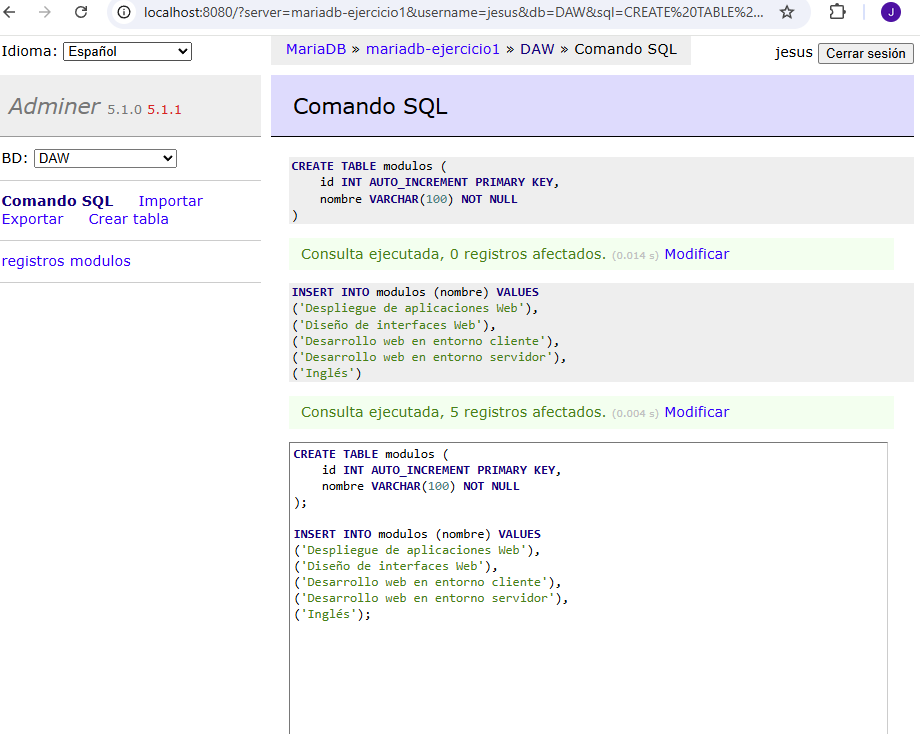 localhost:8080/?server=mariadb-ejercicio1&username=jesus&db=DAW&sql=CREATE%20TABLE%2...
J
Idioma: Español
MariaDB » mariadb-ejercicio1 » DAW » Comando SQL
jesus Cerrar sesión
Adminer 5.1.0 5.1.1
Comando SQL
BD: DAW
Comando SQL Importar
Exportar Crear tabla
registros modulos
CREATE TABLE modulos (
    id INT AUTO_INCREMENT PRIMARY KEY,
    nombre VARCHAR(100) NOT NULL
)
Consulta ejecutada, 0 registros afectados. (0.014 s) Modificar
INSERT INTO modulos (nombre) VALUES
('Despliegue de aplicaciones Web'),
('Diseño de interfaces Web'),
('Desarrollo web en entorno cliente'),
('Desarrollo web en entorno servidor'),
('Inglés')
Consulta ejecutada, 5 registros afectados. (0.004 s) Modificar
CREATE TABLE modulos (
    id INT AUTO_INCREMENT PRIMARY KEY,
    nombre VARCHAR(100) NOT NULL
);
INSERT INTO modulos (nombre) VALUES
('Despliegue de aplicaciones Web'),
('Diseño de interfaces Web'),
('Desarrollo web en entorno cliente'),
('Desarrollo web en entorno servidor'),
('Inglés');